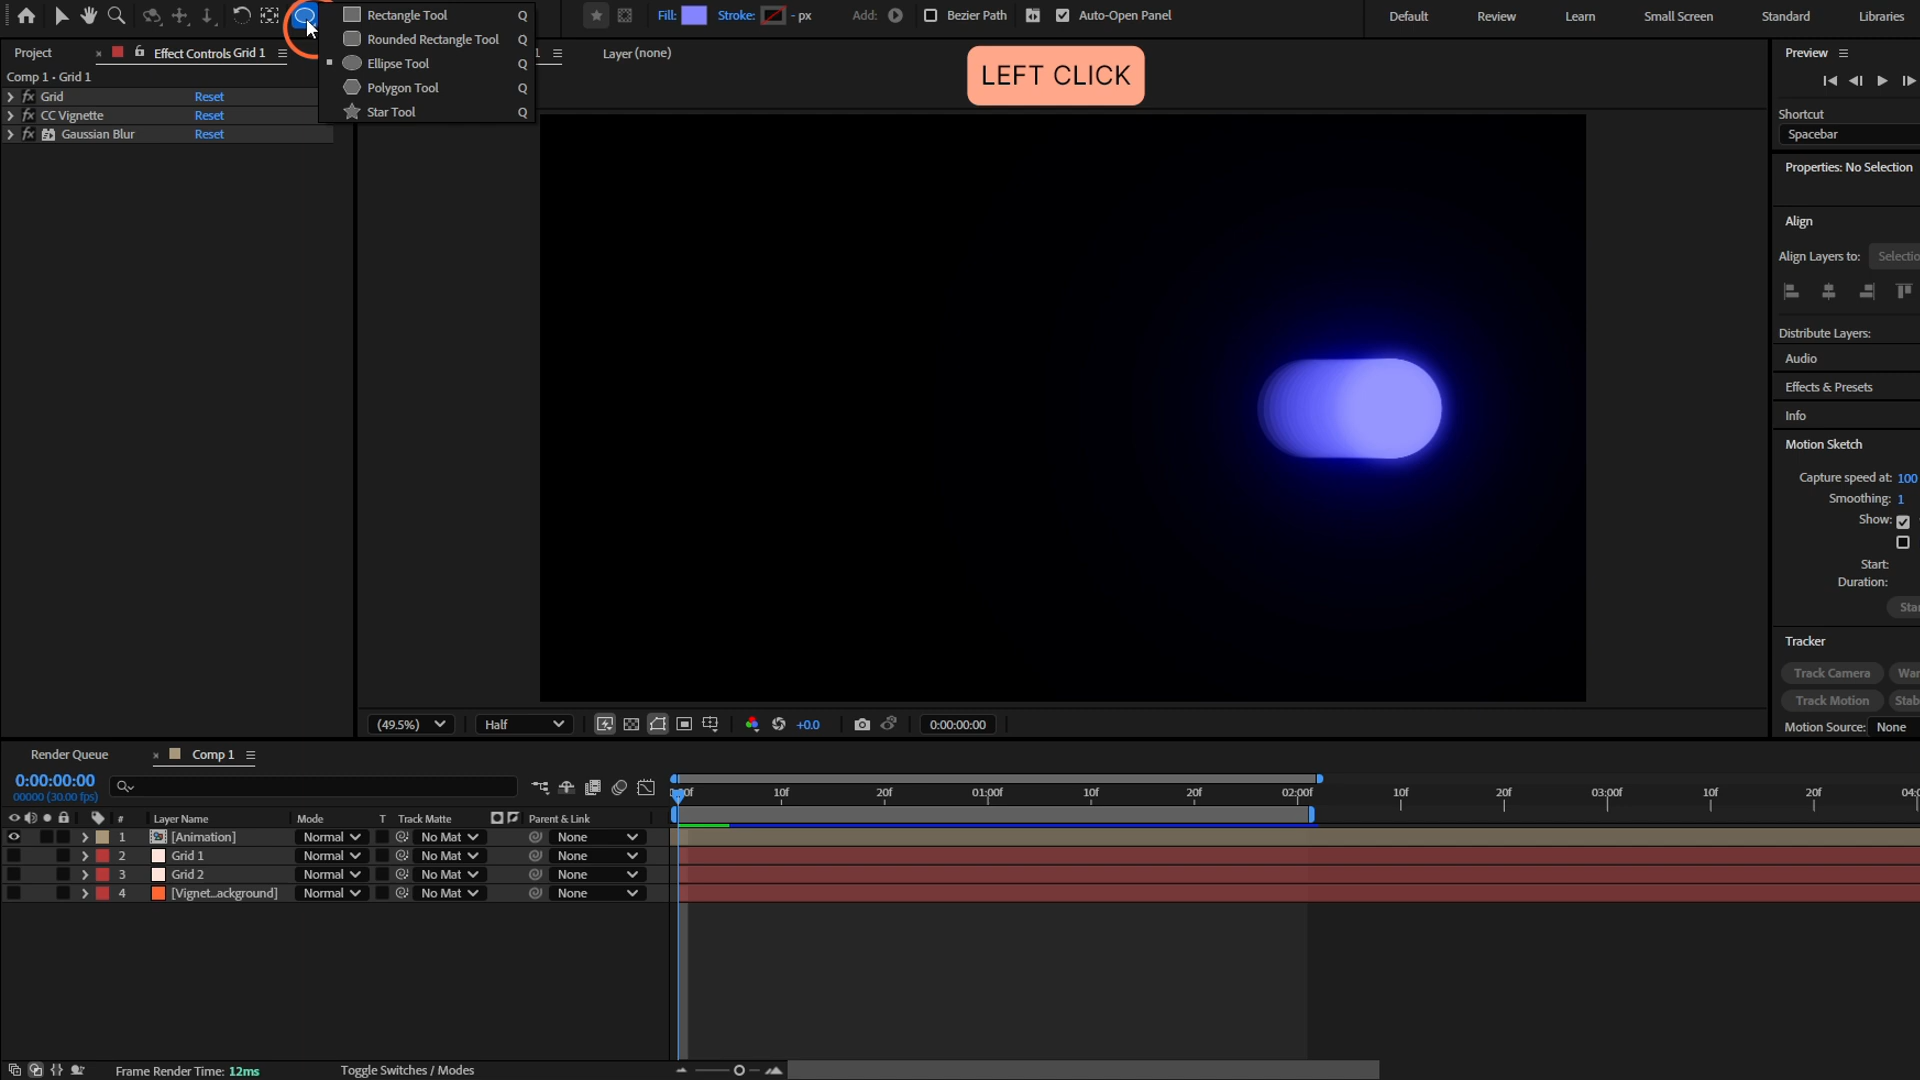 Rectangle Tool Q
Rounded Rectangle Tool Q
Ellipse Tool Q
Polygon Tool Q
Star Tool Q
Fill: Stroke: - px Add: Bezier Path Auto-Open Panel
Default Review Learn Small Screen Standard Libraries
Project × Effect Controls Grid 1
Layer (none)
LEFT CLICK
Comp 1 • Grid 1
fx Grid Reset
fx CC Vignette Reset
fx Gaussian Blur Reset
Preview
Shortcut
Spacebar
Properties: No Selection
Align
Align Layers to: Selectio
Distribute Layers:
Audio
Effects & Presets
Info
Motion Sketch
Capture speed at: 100
Smoothing: 1
Show:
Start:
Duration:
Star
Tracker
Track Camera War
Track Motion Stab
Motion Source: None
(49.5%) Half +0.0 0:00:00:00
Render Queue × Comp 1
0:00:00:00
00000 (30.00 fps)
10f 20f 01:00f 10f 20f 02:00f 10f 20f 03:00f 10f 20f
# Layer Name Mode T Track Matte Parent & Link
1 [Animation] Normal No Mat None
2 Grid 1 Normal No Mat None
3 Grid 2 Normal No Mat None
4 [Vignet...ackground] Normal No Mat None
Frame Render Time: 12ms Toggle Switches / Modes